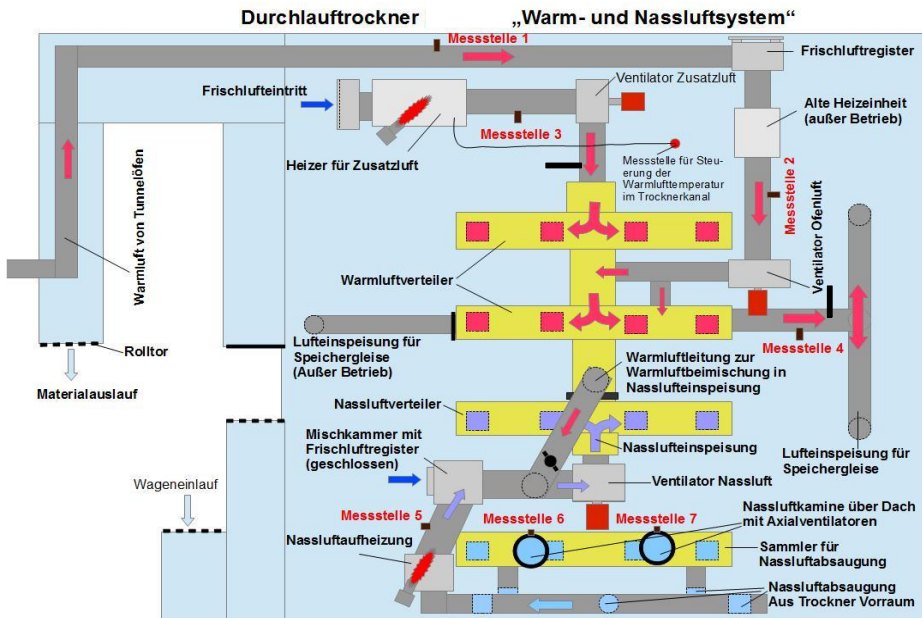 Durchlauftrockner „Warm- und Nassluftsystem“
Messstelle 1
Frischluftregister
Frischlufteintritt
Ventilator Zusatzluft
Alte Heizeinheit
(außer Betrieb)
Messstelle 3
Heizer für Zusatzluft
Messstelle für Steu-
erung der
Warmlufttemperatur
im Trocknerkanal
Messstelle 2
Warmluft von Tunnelöfen
Ventilator Ofenluft
Warmluftverteiler
Rolltor
Materialauslauf
Lufteinspeisung für
Speichergleise
(Außer Betrieb)
Messstelle 4
Warmluftleitung zur
Warmluftbeimischung in
Nasslufteinspeisung
Nassluftverteiler
Mischkammer mit
Frischluftregister
(geschlossen)
Nasslufteinspeisung
Lufteinspeisung für
Speichergleise
Wageneinlauf
Ventilator Nassluft
Messstelle 5
Messstelle 6
Messstelle 7
Nassluftkamine über Dach
mit Axialventilatoren
Nassluftaufheizung
Sammler für
Nassluftabsaugung
Nassluftabsaugung
Aus Trockner Vorraum